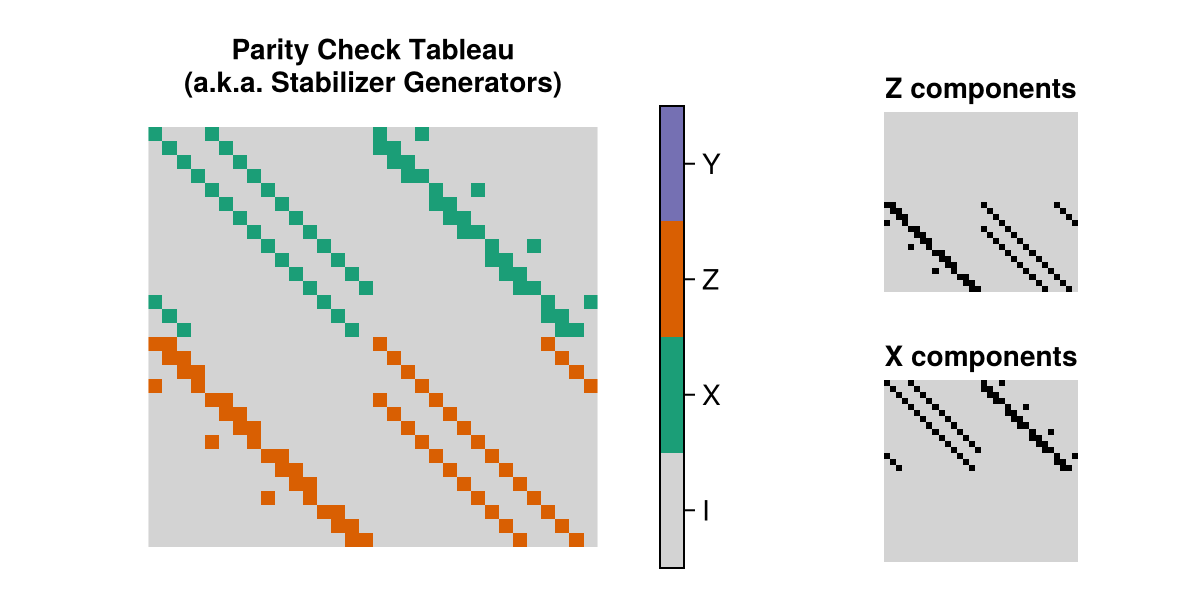 Parity Check Tableau
(a.k.a. Stabilizer Generators)
Y
Z
X
I
Z components
X components